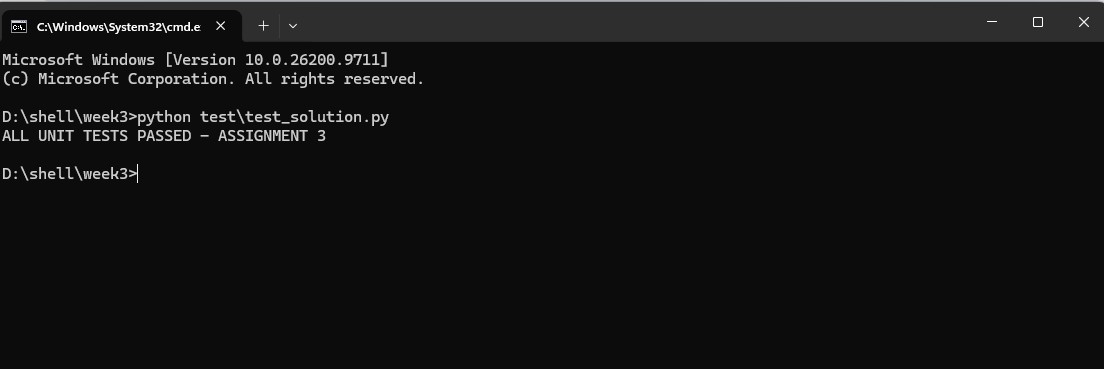 C:\Windows\System32\cmd.e
Microsoft Windows [Version 10.0.26200.9711]
(c) Microsoft Corporation. All rights reserved.
D:\shell\week3>python test\test_solution.py
ALL UNIT TESTS PASSED - ASSIGNMENT 3
D:\shell\week3>